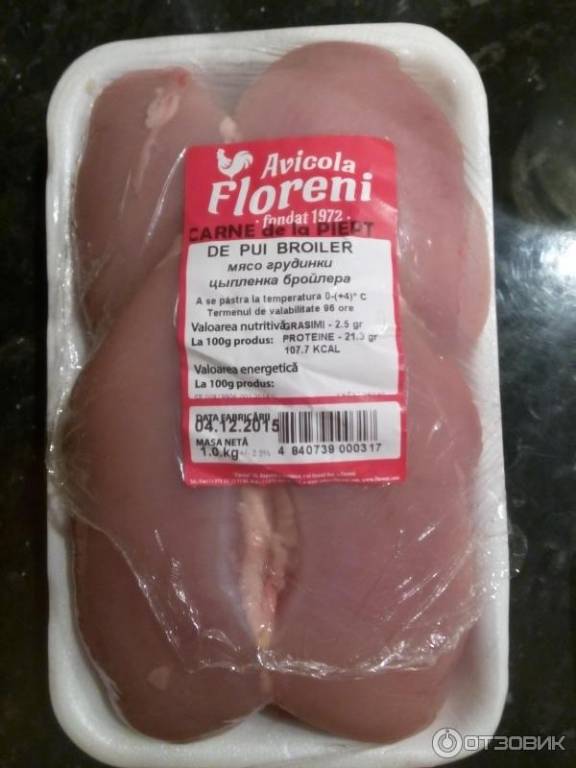 Avicola
Floreni
· fondat 1972 ·
CARNE de la PIEPT
DE PUI BROILER
мясо грудинки
цыпленка бройлера
A se păstra la temperatura 0-(+4)° C
Termenul de valabilitate 96 ore
Valoarea nutritivă: GRASIMI - 2.5 gr
La 100g produs: PROTEINE - 21.3 gr
107.7 KCAL
Valoarea energetică
La 100g produs:
DATA FABRICĂRII
04.12.2015
MASA NETĂ
1.0 kg
4 840739 000317
ОТЗОВИК